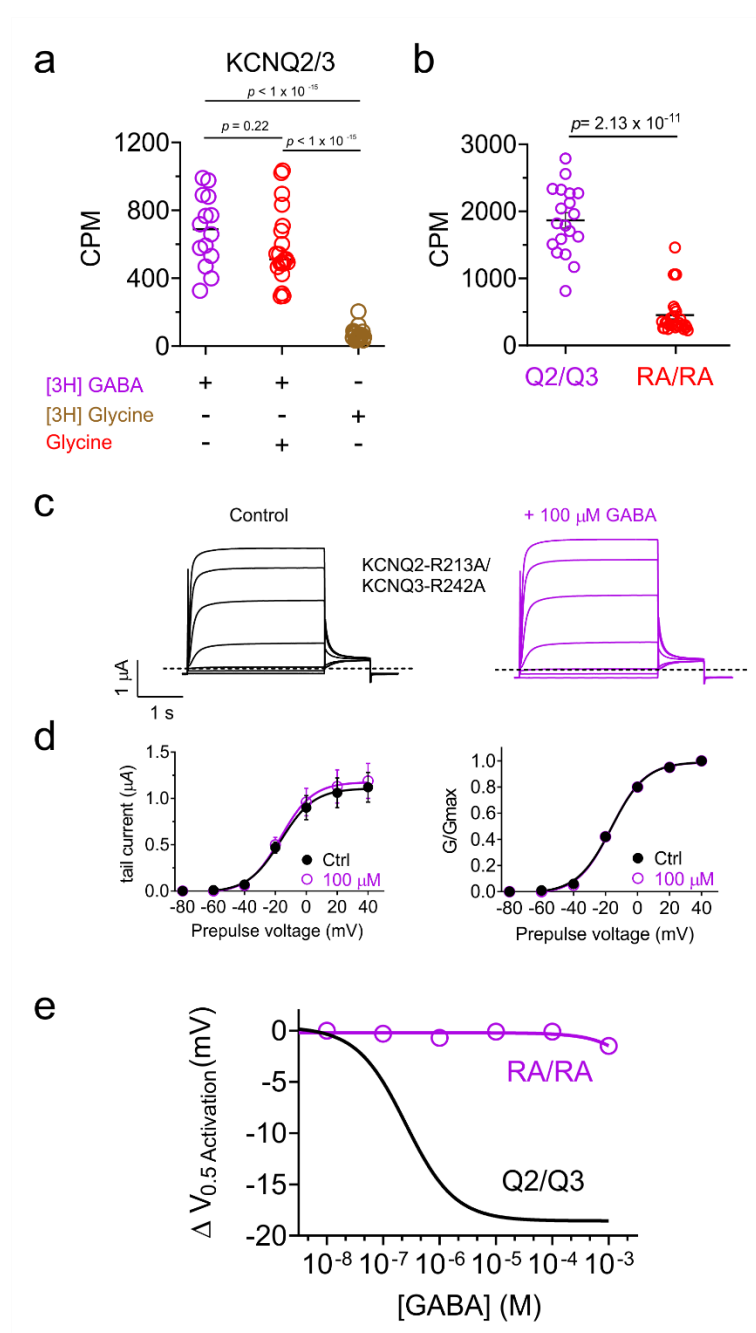 a
KCNQ2/3
p < 1 x 10 -15
p = 0.22
p < 1 x 10 -15
CPM
1200
800
400
0
[3H] GABA + + -
[3H] Glycine - - +
Glycine - + -
b
p= 2.13 x 10-11
CPM
3000
2000
1000
0
Q2/Q3 RA/RA
c
Control
+ 100 μM GABA
KCNQ2-R213A/
KCNQ3-R242A
1 μA
1 s
d
tail current (μA)
1.5
1.0
0.5
0.0
Ctrl
100 μM
-80 -60 -40 -20 0 20 40
Prepulse voltage (mV)
G/Gmax
1.0
0.8
0.6
0.4
0.2
0.0
Ctrl
100 μM
-80 -60 -40 -20 0 20 40
Prepulse voltage (mV)
e
Δ V0.5 Activation (mV)
0
-5
-10
-15
-20
RA/RA
Q2/Q3
10-8 10-7 10-6 10-5 10-4 10-3
[GABA] (M)